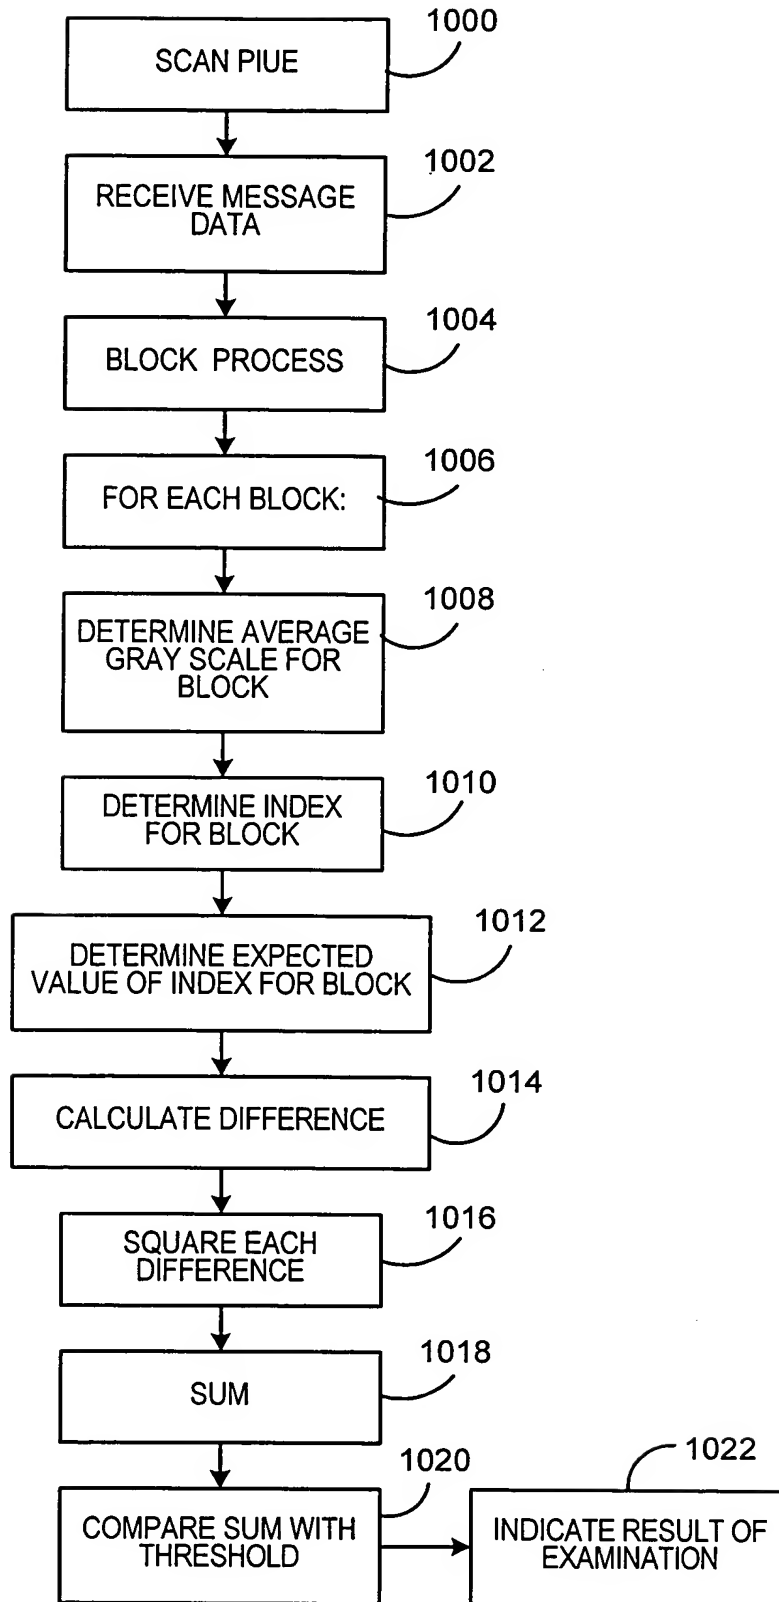 1000
SCAN PIUE
1002
RECEIVE MESSAGE
DATA
1004
BLOCK PROCESS
1006
FOR EACH BLOCK:
1008
DETERMINE AVERAGE
GRAY SCALE FOR
BLOCK
1010
DETERMINE INDEX
FOR BLOCK
1012
DETERMINE EXPECTED
VALUE OF INDEX FOR BLOCK
1014
CALCULATE DIFFERENCE
1016
SQUARE EACH
DIFFERENCE
1018
SUM
1020
COMPARE SUM WITH
THRESHOLD
1022
INDICATE RESULT OF
EXAMINATION